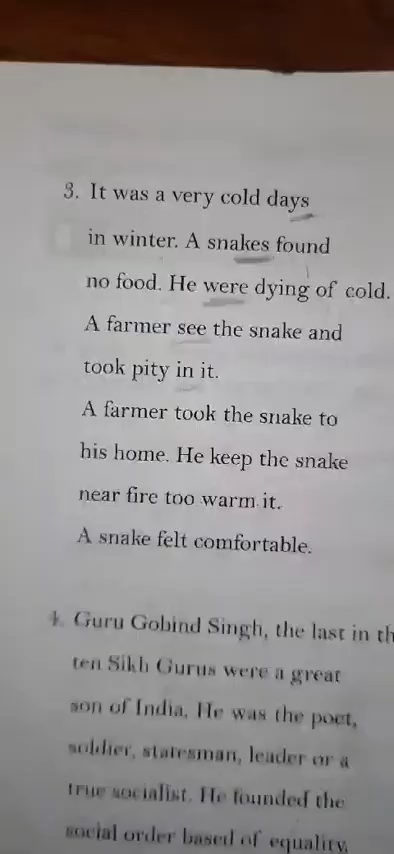 3. It was a very cold days
in winter. A snakes found
no food. He were dying of cold.
A farmer see the snake and
took pity in it.
A farmer took the snake to
his home. He keep the snake
near fire too warm it.
A snake felt comfortable.
4. Guru Gobind Singh, the last in th
ten Sikh Gurus were a great
son of India. He was the poet,
soldier, statesman, leader or a
true socialist. He founded the
social order based of equality,